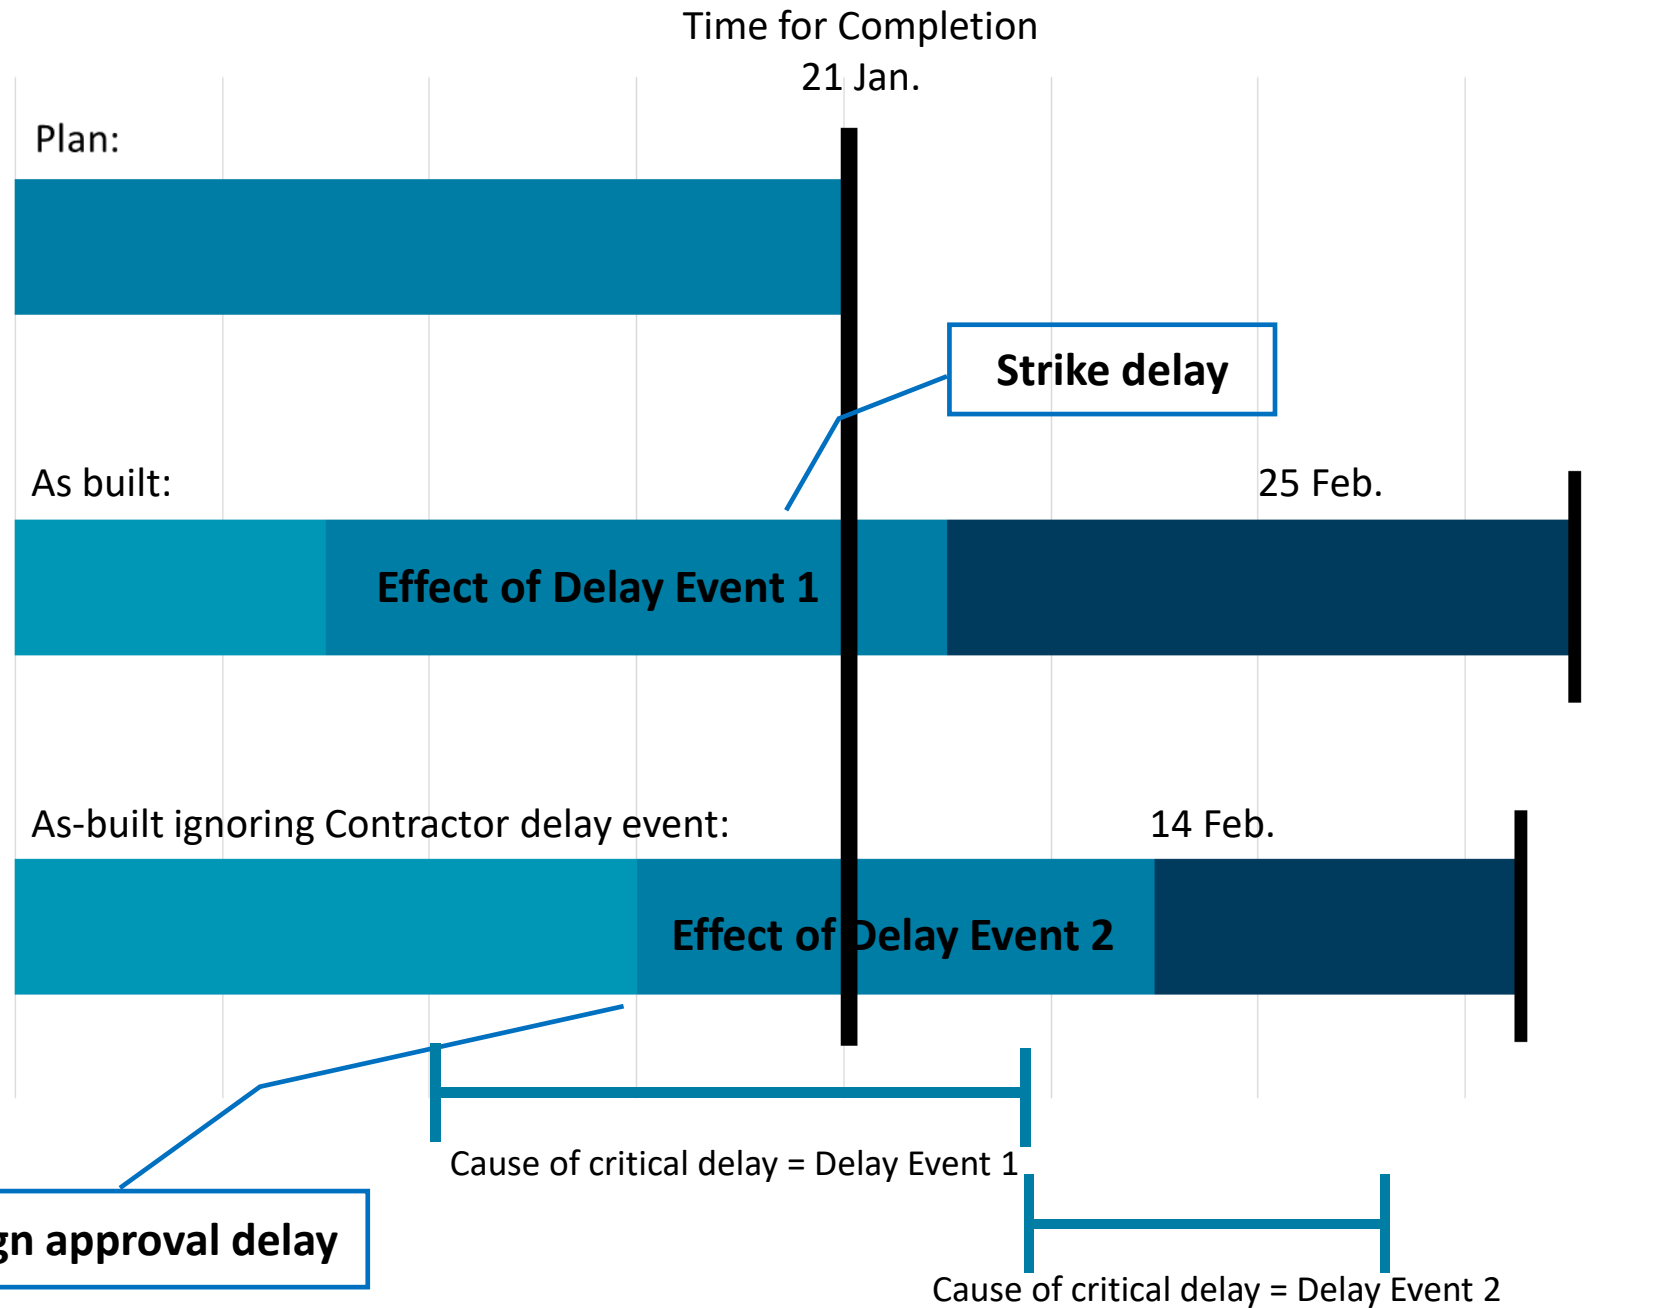 Time for Completion
21 Jan.
Plan:
Strike delay
As built:
25 Feb.
Effect of Delay Event 1
As-built ignoring Contractor delay event:
14 Feb.
Effect of Delay Event 2
Cause of critical delay = Delay Event 1
gn approval delay
Cause of critical delay = Delay Event 2